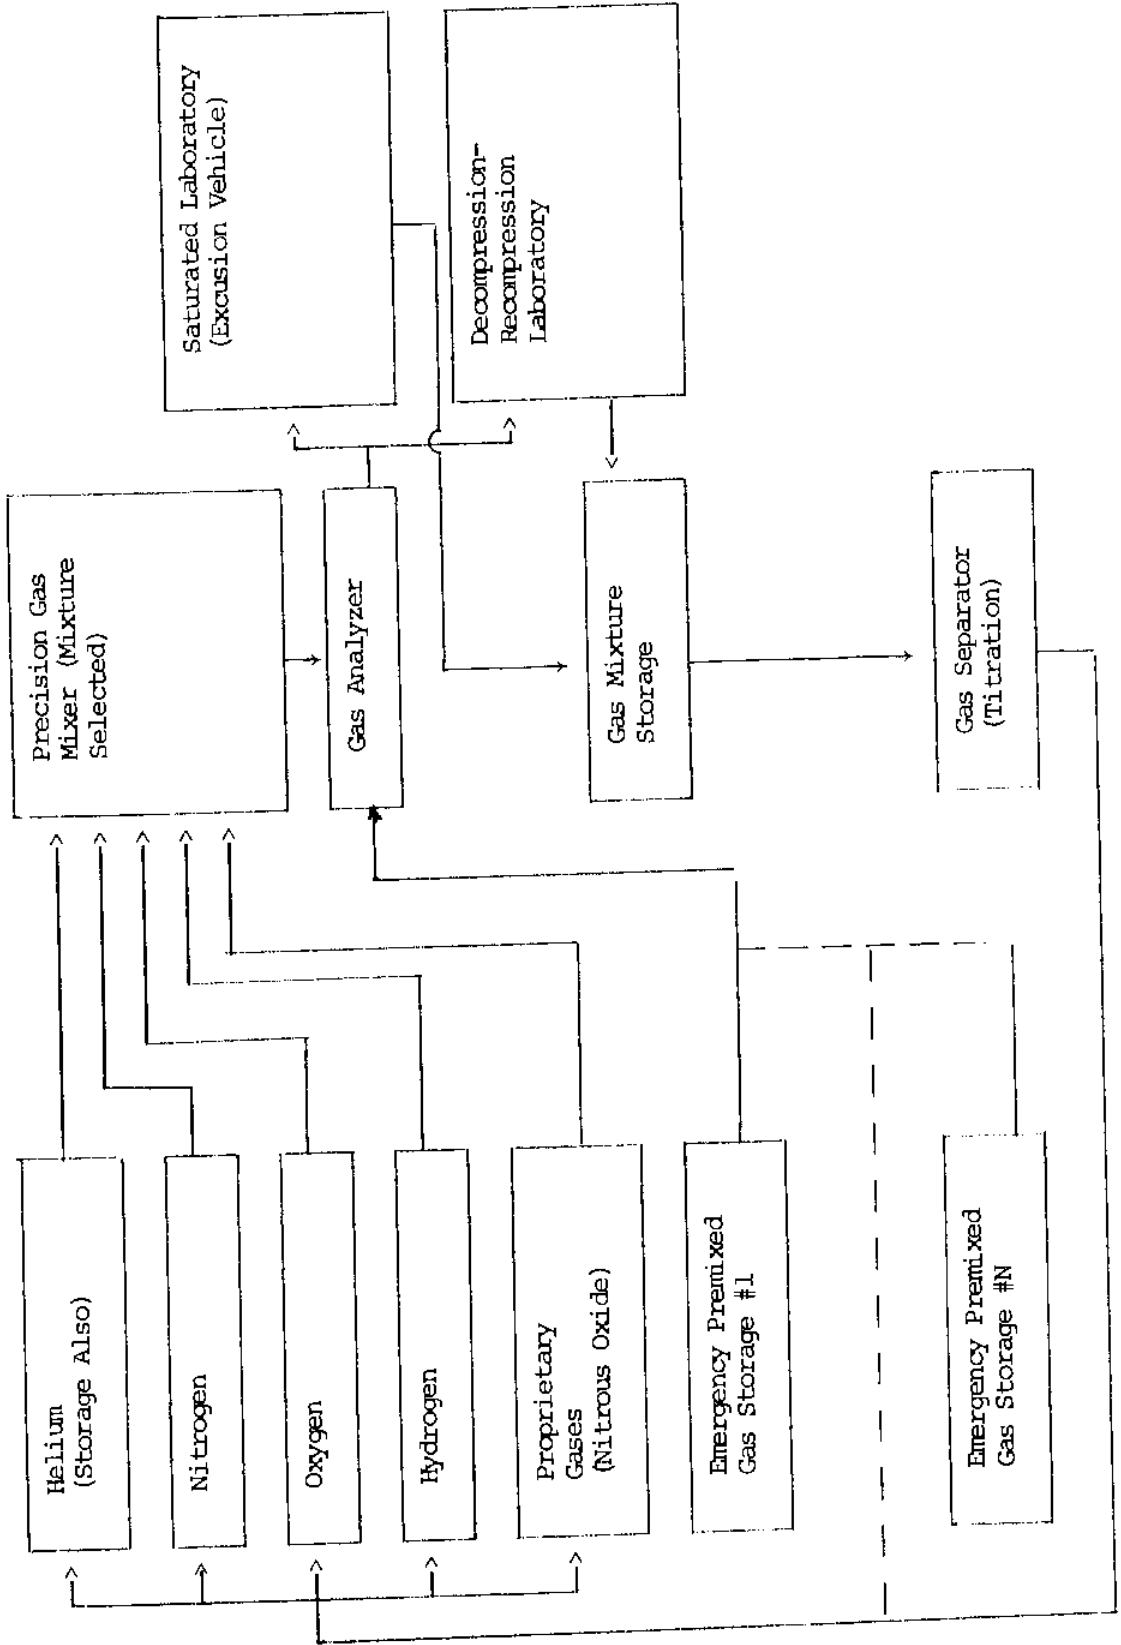 Helium
(Storage Also)
Nitrogen
Oxygen
Hydrogen
Proprietary
Gases
(Nitrous Oxide)
Emergency Premixed
Gas Storage #1
Emergency Premixed
Gas Storage #N
Precision Gas
Mixer (Mixture
Selected)
Gas Analyzer
Gas Mixture
Storage
Gas Separator
(Titration)
Saturated Laboratory
(Excusion Vehicle)
Decompression-
Recompression
Laboratory